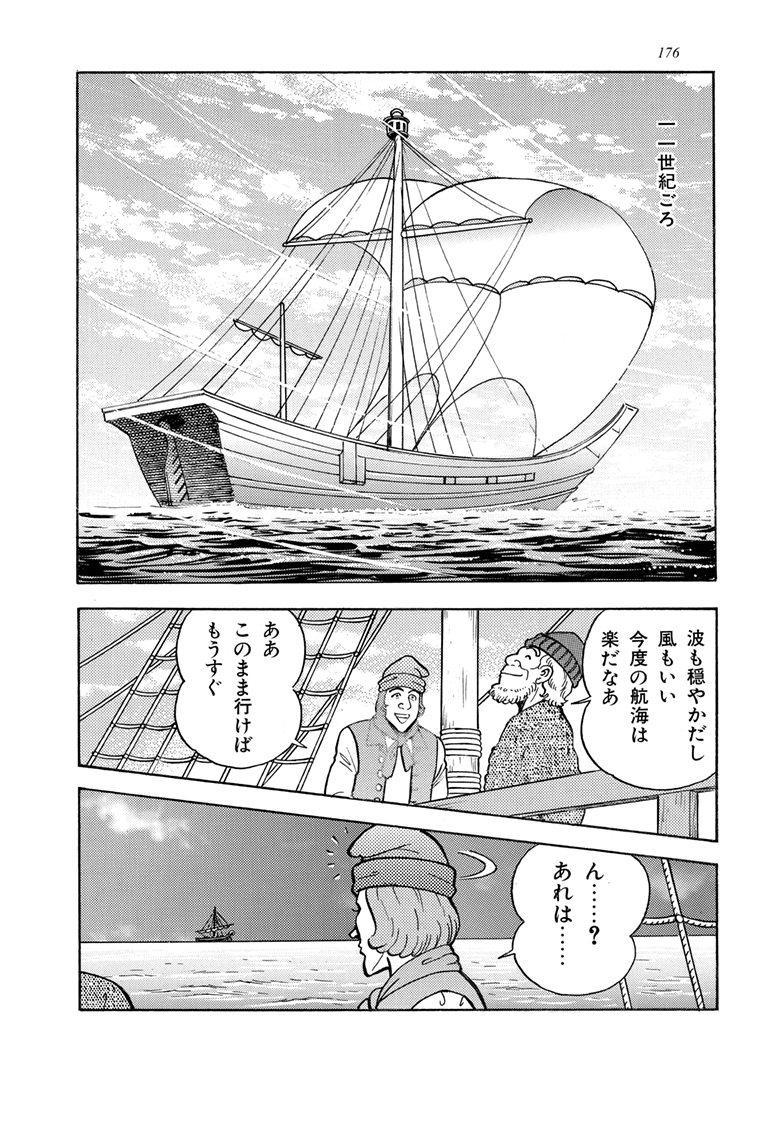 176
一一世紀ごろ
波も穏やかだし
風もいい
今度の航海は
楽だなあ
ああ
このまま行けば
もうすぐ
ん……？
あれは……